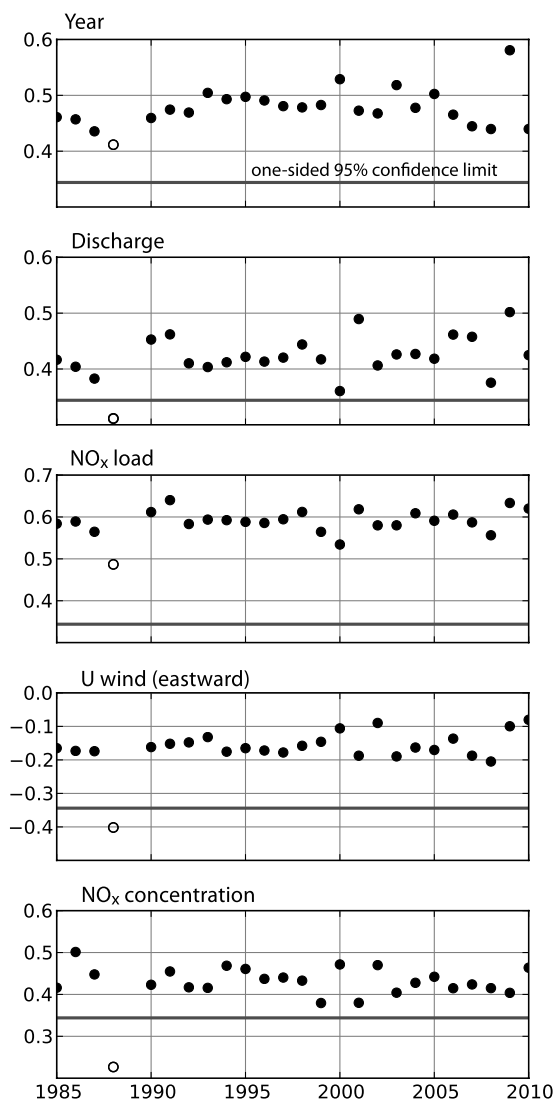 Year
0.6
0.5
0.4
one-sided 95% confidence limit
Discharge
0.6
0.5
0.4
NOₓ load
0.7
0.6
0.5
0.4
U wind (eastward)
0.0
−0.1
−0.2
−0.3
−0.4
NOₓ concentration
0.6
0.5
0.4
0.3
1985 1990 1995 2000 2005 2010